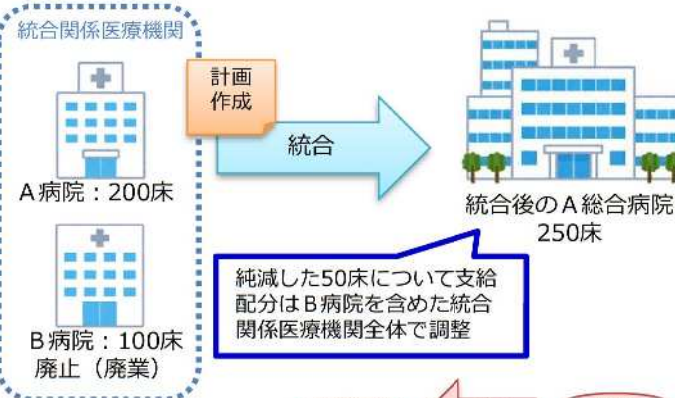 統合関係医療機関
計画
作成
統合
A病院：200床
B病院：100床
廃止（廃業）
統合後のA総合病院
250床
純減した50床について支給
配分はB病院を含めた統合
関係医療機関全体で調整